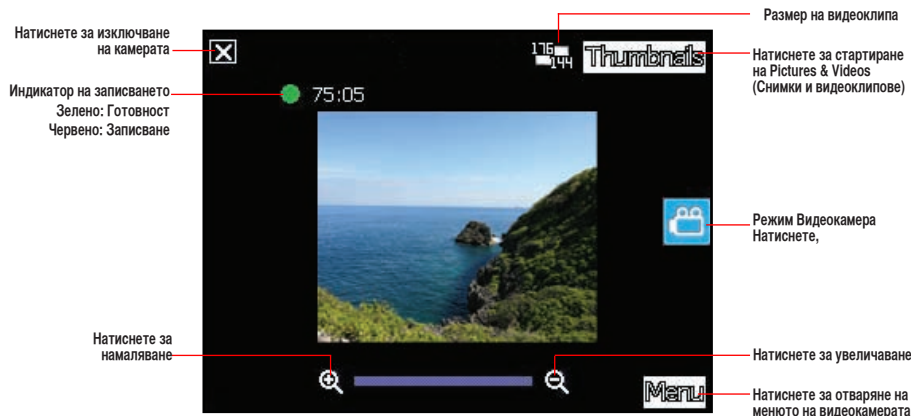 Размер на видеоклипа
Натиснете за изключване
на камерата
176
144
Thumbnails
Натиснете за стартиране
на Pictures & Videos
(Снимки и видеоклипове)
Индикатор на записването
Зелено: Готовност
Червено: Записване
75:05
Режим Видеокамера
Натиснете,
Натиснете за
намаляване
Натиснете за увеличаване
Menu
Натиснете за отваряне на
менюто на видеокамерата